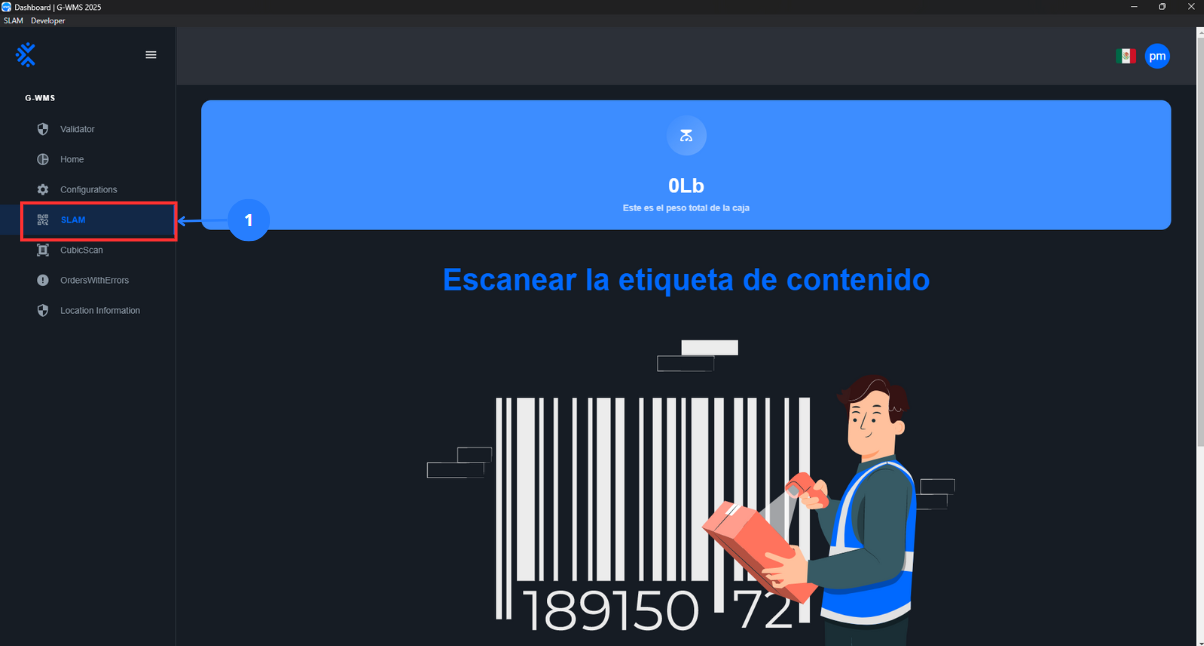 Dashboard | G-WMS 2025
SLAM Developer
pm
G-WMS
Validator
Home
Configurations
SLAM
CubicScan
OrdersWithErrors
Location Information
1
0Lb
Este es el peso total de la caja
Escanear la etiqueta de contenido
189150 72